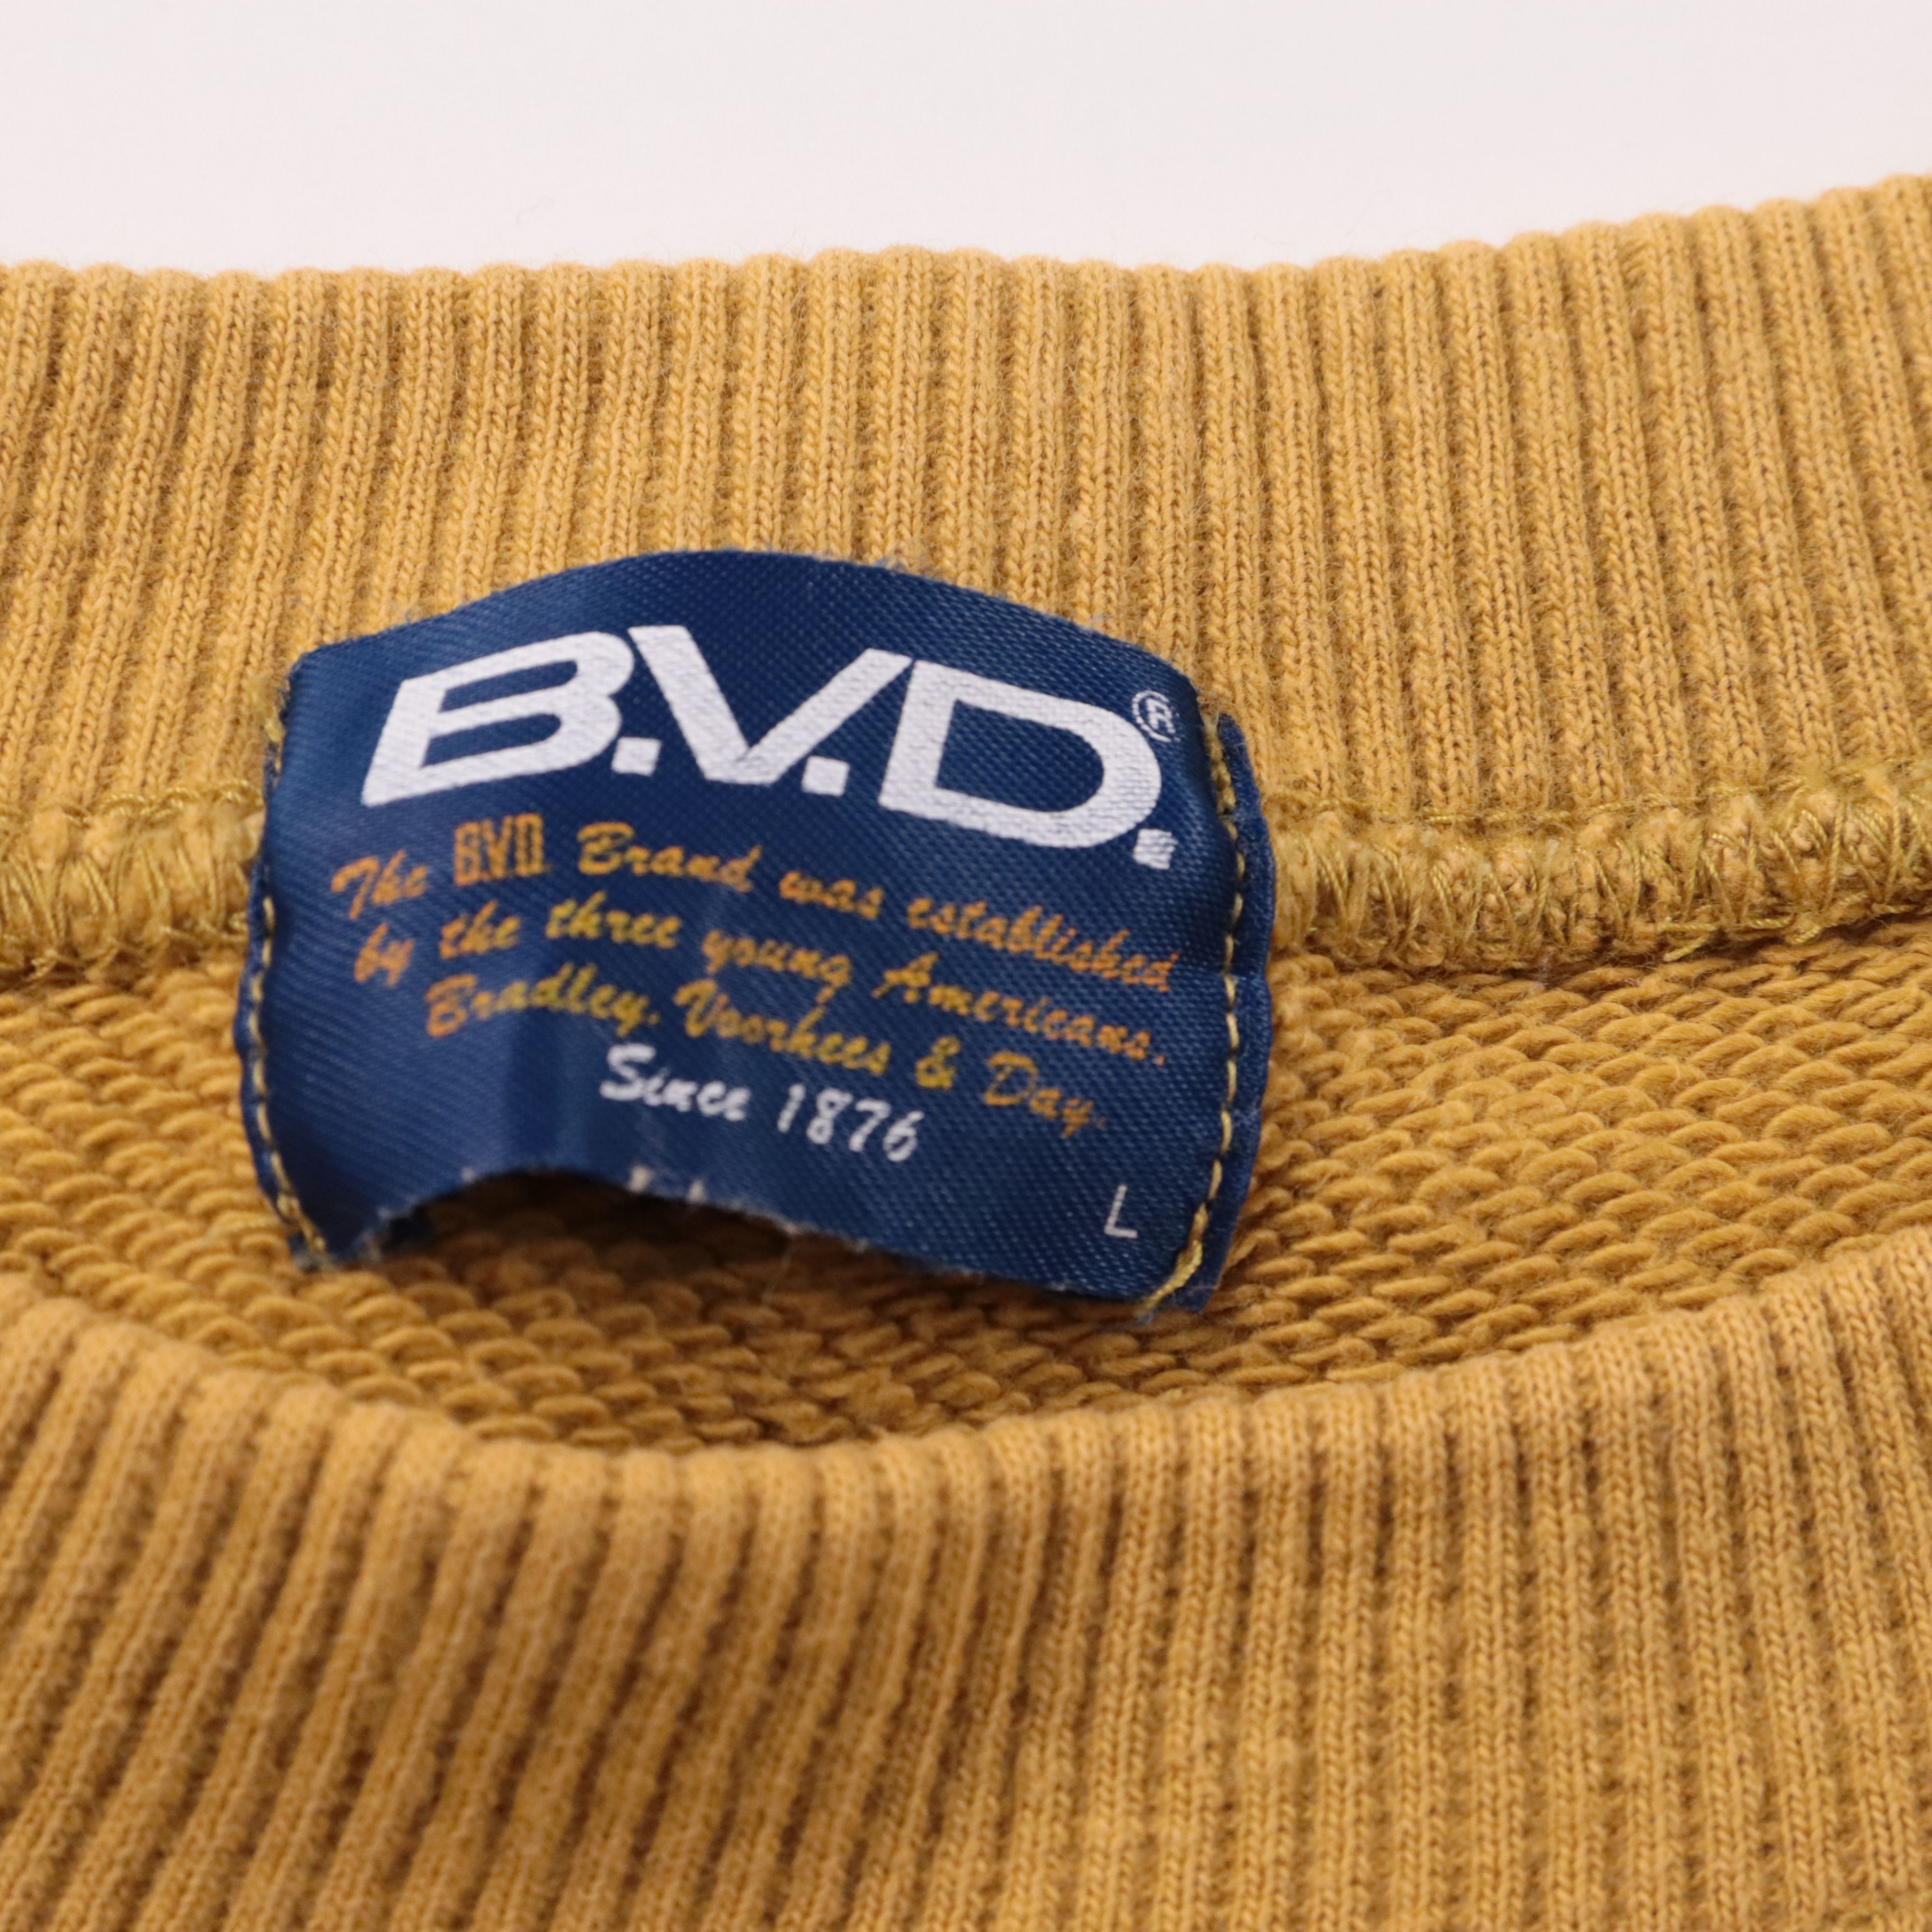 B.V.D.®
The B.V.D. Brand was established
by the three young Americans.
Bradley. Voorhees & Day.
Since 1876
L